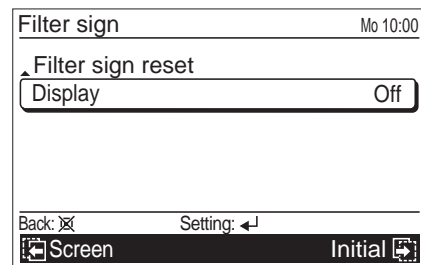 Filter sign Mo 10:00
Filter sign reset
Display Off
Back: Setting:
Screen Initial